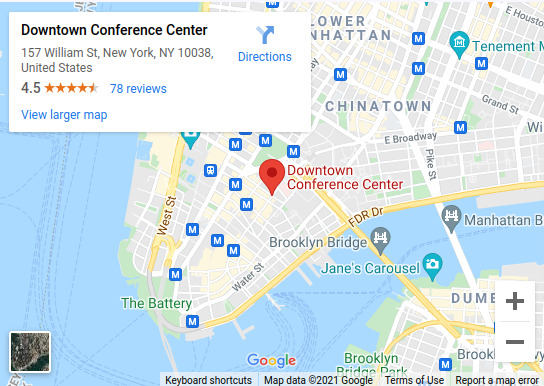 Downtown Conference Center
157 William St, New York, NY 10038,
United States
4.5
78 reviews
View larger map
Directions
LOWER
MANHATTAN
E Houston
Tenement M
CHINATOWN
Grand St
E Broadway
Pike St
Downtown
Conference Center
West St
FDR Dr
Manhattan B
Brooklyn Bridge
Water St
Jane's Carousel
The Battery
DUMB
Brooklyn
Bridge Park
Google
Keyboard shortcuts
Map data ©2021 Google
Terms of Use
Report a map error
M
M
M
M
M
M
M
M
M
M
M
M
M
M